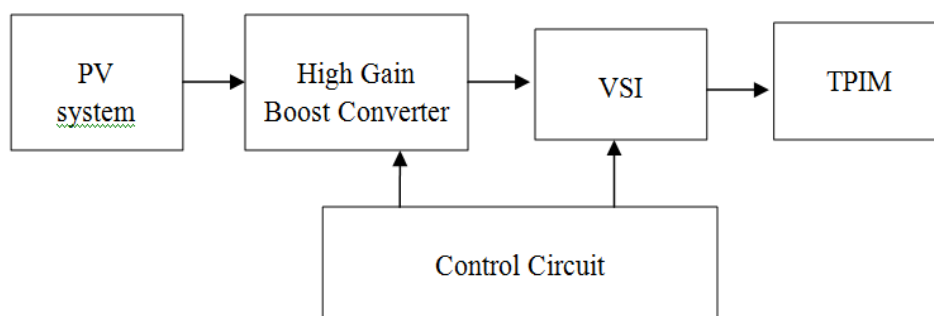 PV
system
High Gain
Boost Converter
VSI
TPIM
Control Circuit